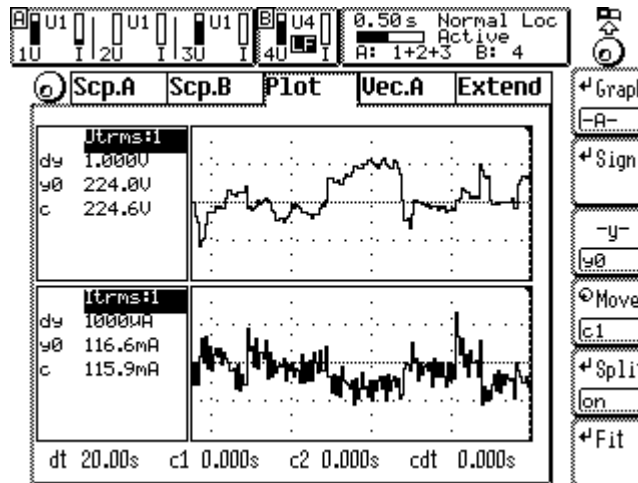 A U1 U1 U1 B U4 0.50s Normal Loc
LF Active
1U I 2U I 3U I 4U I A: 1+2+3 B: 4
Scp.A Scp.B Plot Vec.A Extend
Grap
-A-
Utrms:1
dy 1.000V
y0 224.0V
c 224.6V
Sign
-y-
y0
Itrms:1
dy 1000uA
y0 116.6mA
c 115.9mA
Move
c1
Split
on
Fit
dt 20.00s c1 0.000s c2 0.000s cdt 0.000s